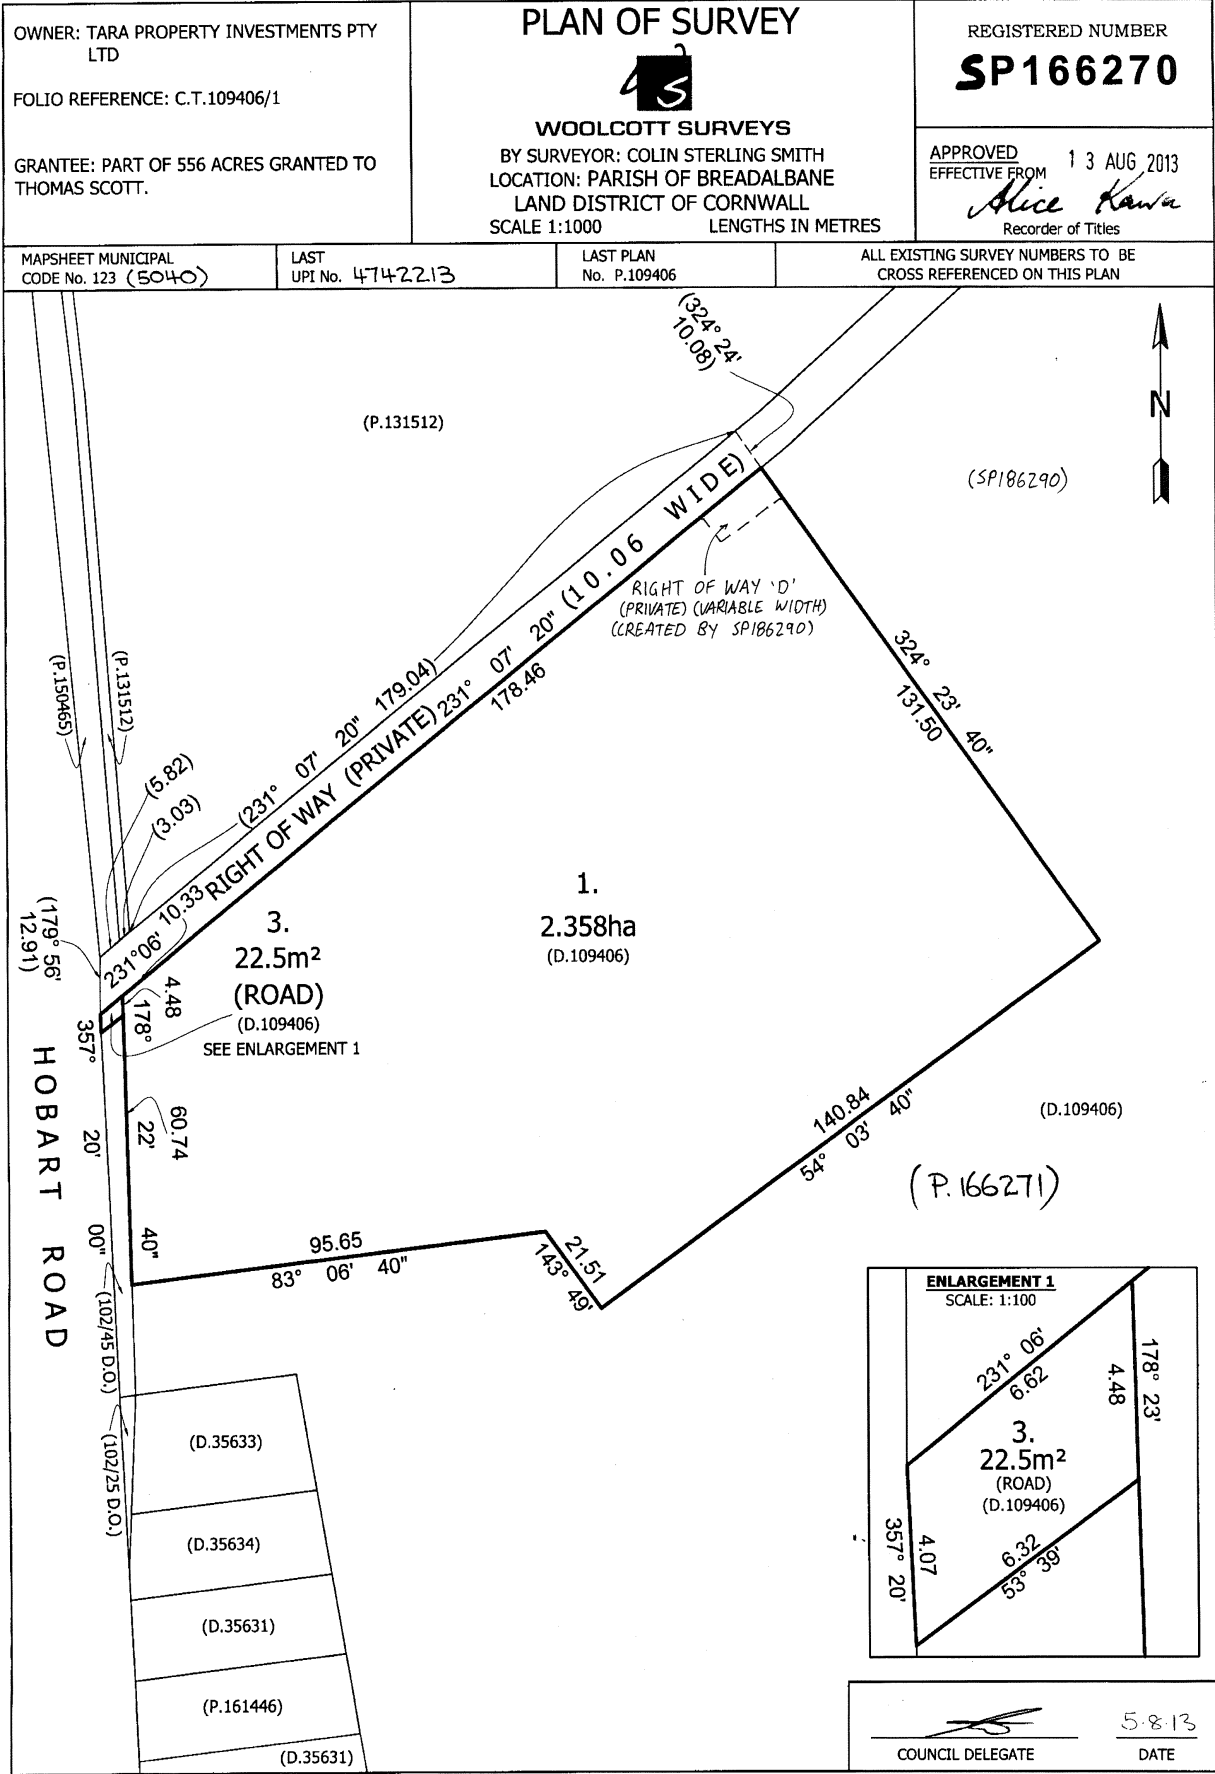 OWNER: TARA PROPERTY INVESTMENTS PTY
LTD
FOLIO REFERENCE: C.T.109406/1
GRANTEE: PART OF 556 ACRES GRANTED TO
THOMAS SCOTT.
PLAN OF SURVEY
WOOLCOTT SURVEYS
BY SURVEYOR: COLIN STERLING SMITH
LOCATION: PARISH OF BREADALBANE
LAND DISTRICT OF CORNWALL
SCALE 1:1000 LENGTHS IN METRES
REGISTERED NUMBER
SP166270
APPROVED
EFFECTIVE FROM 13 AUG 2013
Alice Kawa
Recorder of Titles
MAPSHEET MUNICIPAL
CODE No. 123 (5040)
LAST
UPI No. 4742213
LAST PLAN
No. P.109406
ALL EXISTING SURVEY NUMBERS TO BE
CROSS REFERENCED ON THIS PLAN
(324° 24'
10.08)
N
(P.131512)
(SP186290)
RIGHT OF WAY (PRIVATE) (10.06 WIDE)
231° 07' 20"
178.46
(231° 07' 20" 179.04)
RIGHT OF WAY 'D'
(PRIVATE) (VARIABLE WIDTH)
(CREATED BY SP186290)
324° 23' 40"
131.50
(P.150465)
(P.131512)
(5.82)
(3.03)
231°06' 10.33
(179° 56'
12.91)
1.
2.358ha
(D.109406)
3.
22.5m²
(ROAD)
(D.109406)
SEE ENLARGEMENT 1
4.48
178° 22' 40"
60.74
357° 20' 00"
HOBART ROAD
140.84
54° 03' 40"
(D.109406)
(P.166271)
95.65
83° 06' 40"
21.51
143° 49'
(102/45 D.O.)
(102/25 D.O.)
(D.35633)
(D.35634)
(D.35631)
(P.161446)
(D.35631)
ENLARGEMENT 1
SCALE: 1:100
231° 06'
6.62
178° 23'
4.48
3.
22.5m²
(ROAD)
(D.109406)
357° 20'
4.07
6.32
53° 39'
5.8.13
COUNCIL DELEGATE DATE